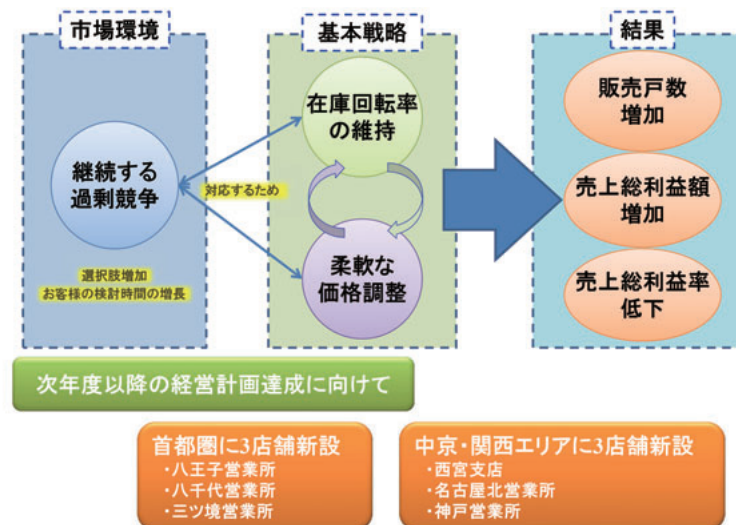 市場環境
継続する
過剰競争
選択肢増加
お客様の検討時間の増長
対応するため
基本戦略
在庫回転率
の維持
柔軟な
価格調整
結果
販売戸数
増加
売上総利益額
増加
売上総利益率
低下
次年度以降の経営計画達成に向けて
首都圏に3店舗新設
・八王子営業所
・八千代営業所
・三ツ境営業所
中京・関西エリアに3店舗新設
・西宮支店
・名古屋北営業所
・神戸営業所